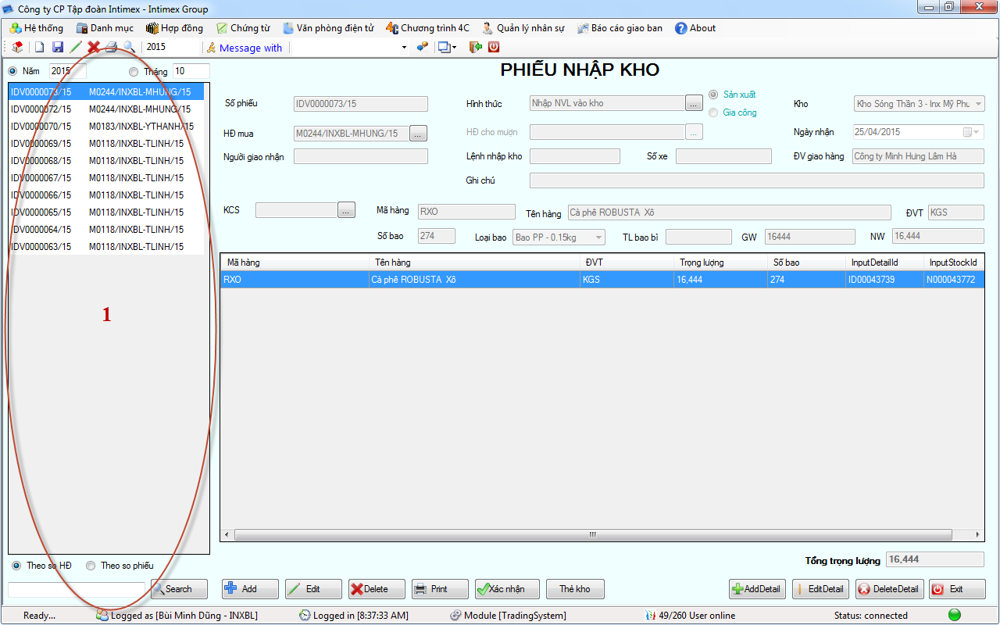 Công ty CP Tập đoàn Intimex - Intimex Group
Hệ thống Danh mục Hợp đồng Chứng từ Văn phòng điện tử Chương trình 4C Quản lý nhân sự Báo cáo giao ban About
2015 Message with
Năm 2015 Tháng 10
PHIẾU NHẬP KHO
IDV0000073/15 M0244/INXBL-MHUNG/15
IDV0000072/15 M0244/INXBL-MHUNG/15
IDV0000070/15 M0183/INXBL-YTHANH/15
IDV0000069/15 M0118/INXBL-TLINH/15
IDV0000068/15 M0118/INXBL-TLINH/15
IDV0000067/15 M0118/INXBL-TLINH/15
IDV0000066/15 M0118/INXBL-TLINH/15
IDV0000065/15 M0118/INXBL-TLINH/15
IDV0000064/15 M0118/INXBL-TLINH/15
IDV0000063/15 M0118/INXBL-TLINH/15
1
Theo so HĐ Theo so phiếu
Search
Số phiếu IDV0000073/15 Hình thức Nhập NVL vào kho ... Sản xuất Gia công Kho Kho Sóng Thần 3 - Inx Mỹ Phu
HĐ mua M0244/INXBL-MHUNG/15 ... HĐ cho mượn ... Ngày nhận 25/04/2015
Người giao nhận Lệnh nhập kho Số xe ĐV giao hàng Công ty Minh Hưng Lâm Hà
Ghi chú
KCS ... Mã hàng RXO Tên hàng Cà phê ROBUSTA Xô ĐVT KGS
Số bao 274 Loại bao Bao PP - 0.15kg TL bao bì GW 16444 NW 16,444
Mã hàng Tên hàng ĐVT Trọng lượng Số bao InputDetailId InputStockId
RXO Cà phê ROBUSTA Xô KGS 16,444 274 ID00043739 N000043772
Tổng trọng lượng 16,444
Add Edit Delete Print Xác nhận Thẻ kho AddDetail EditDetail DeleteDetail Exit
Ready... Logged as [Bùi Minh Dũng - INXBL] Logged in [8:37:33 AM] Module [TradingSystem] 49/260 User online Status: connected